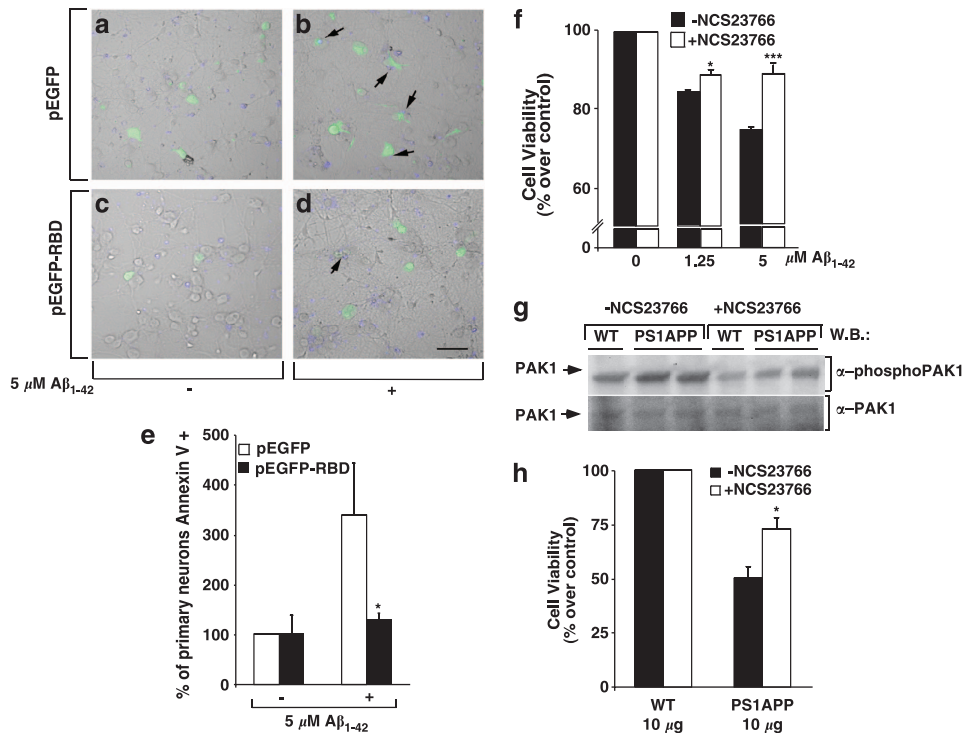 a
b
pEGFP
c
d
pEGFP-RBD
5 μM Aβ1-42
-
+
e
% of primary neurons Annexin V +
500
400
300
200
100
0
pEGFP
pEGFP-RBD
*
-
+
5 μM Aβ1-42
f
Cell Viability
(% over control)
100
80
60
0
-NCS23766
+NCS23766
*
***
0
1.25
5
μM Aβ1-42
g
-NCS23766
+NCS23766
WT
PS1APP
WT
PS1APP
W.B.:
PAK1
α-phosphoPAK1
PAK1
α-PAK1
h
Cell Viability
(% over control)
100
75
50
25
0
-NCS23766
+NCS23766
*
WT
10 μg
PS1APP
10 μg